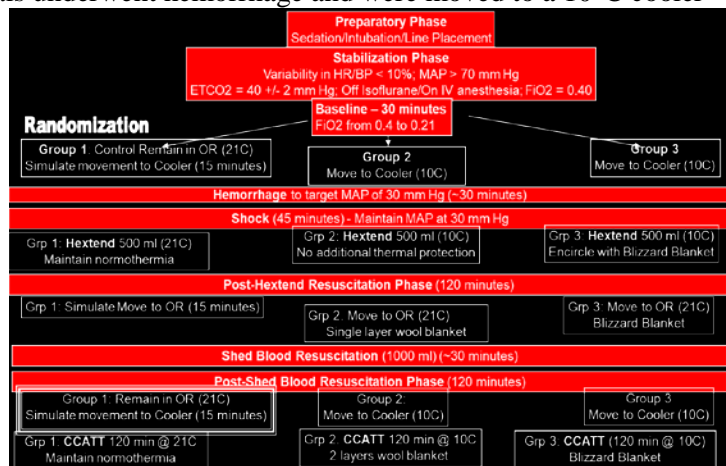 is underwent hemorrhage and were moved to a 10°C cooler
Preparatory Phase
Sedation/Intubation/Line Placement
Stabilization Phase
Variability in HR/BP < 10%; MAP > 70 mm Hg
ETCO2 = 40 +/- 2 mm Hg; Off Isoflurane/On IV anesthesia; FiO2 = 0.40
Baseline – 30 minutes
FiO2 from 0.4 to 0.21
Randomization
Group 1. Control Remain in OR (21C)
Simulate movement to Cooler (15 minutes)
Group 2
Move to Cooler (10C)
Group 3
Move to Cooler (10C)
Hemorrhage to target MAP of 30 mm Hg (~30 minutes)
Shock (45 minutes) - Maintain MAP at 30 mm Hg
Grp 1: Hextend 500 ml (21C)
Maintain normothermia
Grp 2: Hextend 500 ml (10C)
No additional thermal protection
Grp 3: Hextend 500 ml (10C)
Encircle with Blizzard Blanket
Post-Hextend Resuscitation Phase (120 minutes)
Grp 1: Simulate Move to OR (15 minutes)
Grp 2. Move to OR (21C)
Single layer wool blanket
Grp 3: Move to OR (21C)
Blizzard Blanket
Shed Blood Resuscitation (1000 ml) (~30 minutes)
Post-Shed Blood Resuscitation Phase (120 minutes)
Group 1: Remain in OR (21C)
Simulate movement to Cooler (15 minutes)
Group 2:
Move to Cooler (10C)
Group 3
Move to Cooler (10C)
Grp 1. CCATT 120 min @ 21C
Maintain normothermia
Grp 2. CCATT 120 min @ 10C
2 layers wool blanket
Grp 3. CCATT (120 min @ 10C)
Blizzard Blanket